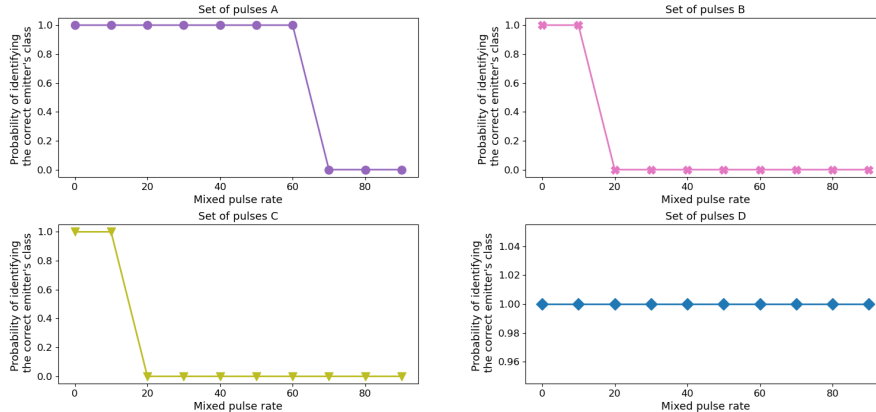 Set of pulses A
Probability of identifying
the correct emitter's class
1.0
0.8
0.6
0.4
0.2
0.0
0
20
40
60
80
Mixed pulse rate
Set of pulses B
Probability of identifying
the correct emitter's class
1.0
0.8
0.6
0.4
0.2
0.0
0
20
40
60
80
Mixed pulse rate
Set of pulses C
Probability of identifying
the correct emitter's class
1.0
0.8
0.6
0.4
0.2
0.0
0
20
40
60
80
Mixed pulse rate
Set of pulses D
Probability of identifying
the correct emitter's class
1.04
1.02
1.00
0.98
0.96
0
20
40
60
80
Mixed pulse rate